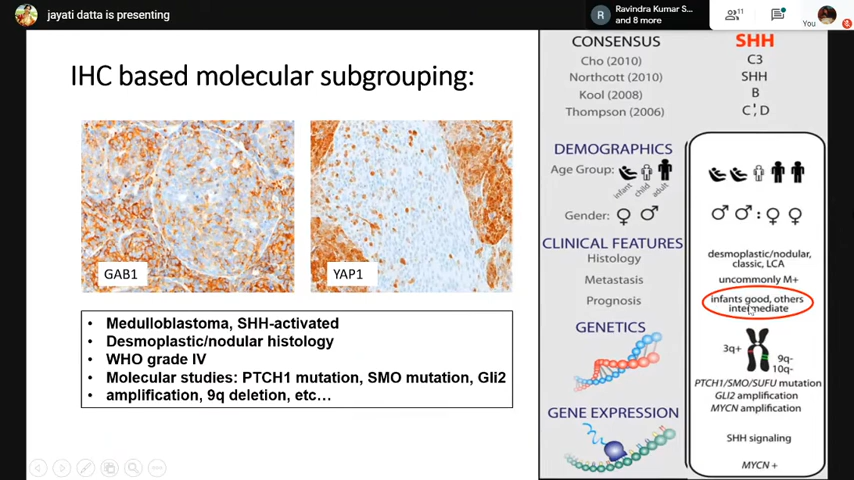 jayati datta is presenting
Ravindra Kumar S...
and 8 more
R
11
You
IHC based molecular subgrouping:
GAB1
YAP1
• Medulloblastoma, SHH-activated
• Desmoplastic/nodular histology
• WHO grade IV
• Molecular studies: PTCH1 mutation, SMO mutation, Gli2
• amplification, 9q deletion, etc…
CONSENSUS SHH
Cho (2010) C3
Northcott (2010) SHH
Kool (2008) B
Thompson (2006) C', D
DEMOGRAPHICS
Age Group:
infant child adult
Gender: ♀ ♂ ♂ ♂ : ♀ ♀
CLINICAL FEATURES
Histology desmoplastic/nodular,
classic, LCA
Metastasis uncommonly M+
Prognosis infants good, others
intermediate
GENETICS
3q+
9q-
10q-
PTCH1/SMO/SUFU mutation
GLI2 amplification
MYCN amplification
GENE EXPRESSION
SHH signaling
MYCN +